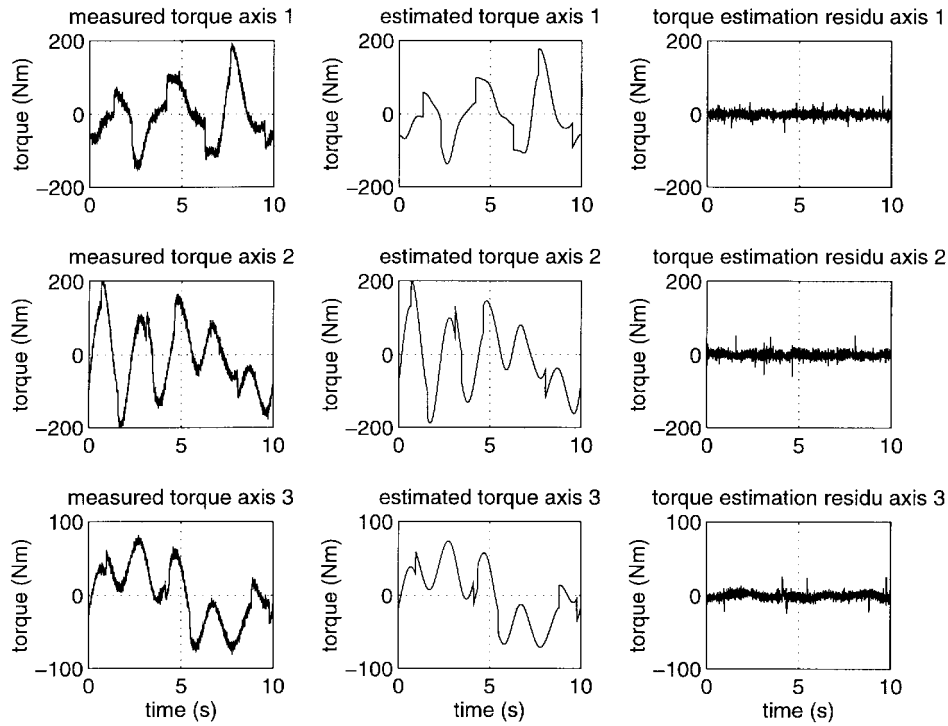 measured torque axis 1
estimated torque axis 1
torque estimation residu axis 1
torque (Nm)
200
0
−200
0 5 10
torque (Nm)
200
0
−200
0 5 10
torque (Nm)
200
0
−200
0 5 10
measured torque axis 2
estimated torque axis 2
torque estimation residu axis 2
torque (Nm)
200
0
−200
0 5 10
torque (Nm)
200
0
−200
0 5 10
torque (Nm)
200
0
−200
0 5 10
measured torque axis 3
estimated torque axis 3
torque estimation residu axis 3
torque (Nm)
100
0
−100
0 5 10
time (s)
torque (Nm)
100
0
−100
0 5 10
time (s)
torque (Nm)
100
0
−100
0 5 10
time (s)